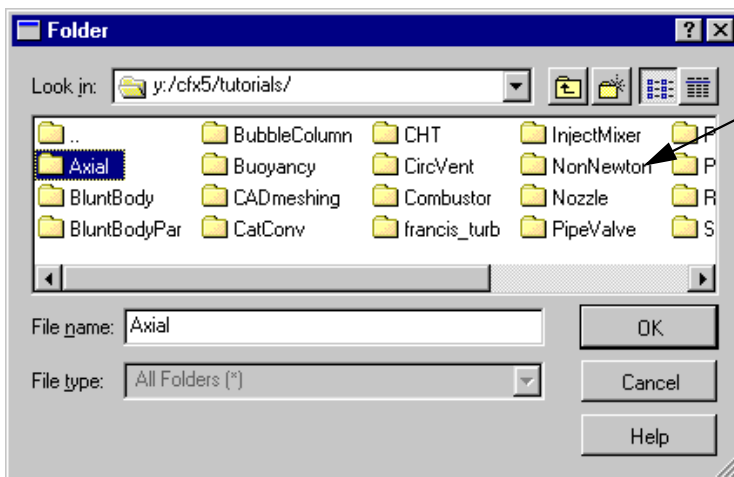 Folder
Look in: y:/cfx5/tutorials/
.. BubbleColumn CHT InjectMixer P
Axial Buoyancy CircVent NonNewton P
BluntBody CADmeshing Combustor Nozzle R
BluntBodyPar CatConv francis_turb PipeValve S
File name: Axial OK
File type: All Folders (*) Cancel
Help